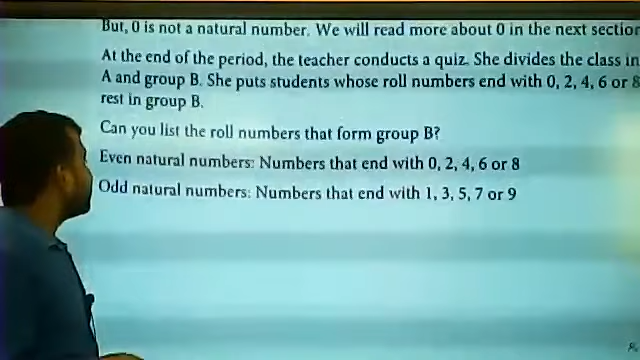 But, 0 is not a natural number. We will read more about 0 in the next section
At the end of the period, the teacher conducts a quiz. She divides the class in
A and group B. She puts students whose roll numbers end with 0, 2, 4, 6 or 8
rest in group B.
Can you list the roll numbers that form group B?
Even natural numbers: Numbers that end with 0, 2, 4, 6 or 8
Odd natural numbers: Numbers that end with 1, 3, 5, 7 or 9